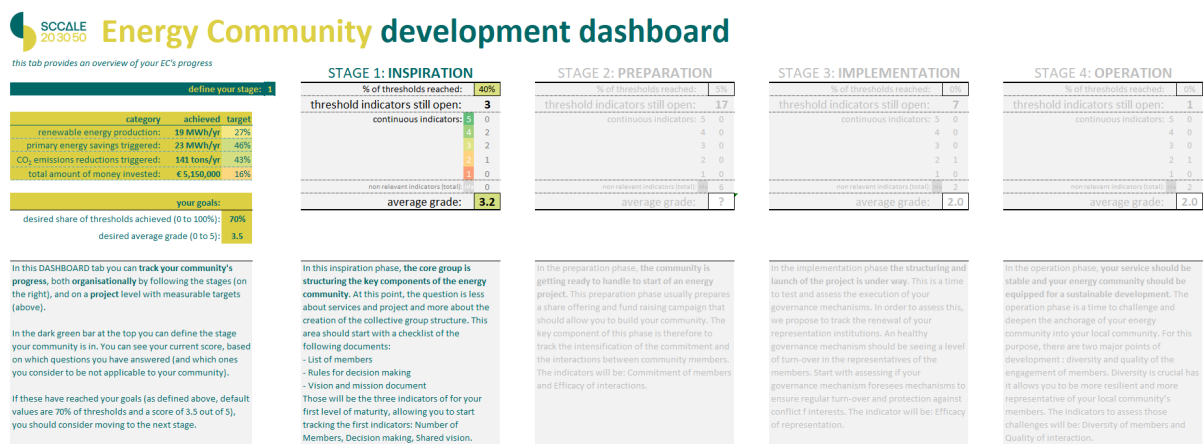 SCCALE
20 30 50
Energy Community development dashboard
this tab provides an overview of your EC's progress
define your stage: 1
category achieved target
renewable energy production: 19 MWh/yr 27%
primary energy savings triggered: 23 MWh/yr 46%
CO2 emissions reductions triggered: 141 tons/yr 43%
total amount of money invested: € 5,150,000 16%
your goals:
desired share of thresholds achieved (0 to 100%): 70%
desired average grade (0 to 5): 3.5
In this DASHBOARD tab you can track your community's
progress, both organisationally by following the stages (on
the right), and on a project level with measurable targets
(above).
In the dark green bar at the top you can define the stage
your community is in. You can see your current score, based
on which questions you have answered (and which ones
you consider to be not applicable to your community).
If these have reached your goals (as defined above, default
values are 70% of thresholds and a score of 3.5 out of 5),
you should consider moving to the next stage.
STAGE 1: INSPIRATION
% of thresholds reached: 40%
threshold indicators still open: 3
continuous indicators: 5 0
4 2
3 2
2 1
1 0
non relevant indicators (total): n/a 0
average grade: 3.2
In this inspiration phase, the core group is
structuring the key components of the energy
community. At this point, the question is less
about services and project and more about the
creation of the collective group structure. This
area should start with a checklist of the
following documents:
- List of members
- Rules for decision making
- Vision and mission document
Those will be the three indicators of for your
first level of maturity, allowing you to start
tracking the first indicators: Number of
Members, Decision making, Shared vision.
STAGE 2: PREPARATION
% of thresholds reached: 5%
threshold indicators still open: 17
continuous indicators: 5 0
4 0
3 0
2 0
1 0
non relevant indicators (total): n/a 6
average grade: ?
In the preparation phase, the community is
getting ready to handle to start of an energy
project. This preparation phase usually prepares
a share offering and fund raising campaign that
should allow you to build your community. The
key component of this phase is therefore to
track the intensification of the commitment and
the interactions between community members.
The indicators will be: Commitment of members
and Efficacy of interactions.
STAGE 3: IMPLEMENTATION
% of thresholds reached: 0%
threshold indicators still open: 7
continuous indicators: 5 0
4 0
3 0
2 1
1 0
non relevant indicators (total): n/a 2
average grade: 2.0
In the implementation phase the structuring and
launch of the project is under way. This is a time
to test and assess the execution of your
governance mechanisms. In order to assess this,
we propose to track the renewal of your
representation institutions. An healthy
governance mechanism should be seeing a level
of turn-over in the representatives of the
members. Start with assessing if your
governance mechanism foresees mechanisms to
ensure regular turn-over and protection against
conflict f interests. The indicator will be: Efficacy
of representation.
STAGE 4: OPERATION
% of thresholds reached: 0%
threshold indicators still open: 1
continuous indicators: 5 0
4 0
3 0
2 1
1 0
non relevant indicators (total): n/a 2
average grade: 2.0
In the operation phase, your service should be
stable and your energy community should be
equipped for a sustainable development. The
operation phase is a time to challenge and
deepen the anchorage of your energy
community into your local community. For this
purpose, there are two major points of
development : diversity and quality of the
engagement of members. Diversity is crucial has
it allows you to be more resilient and more
representative of your local community's
members. The indicators to assess those
challenges will be: Diversity of members and
Quality of interaction.